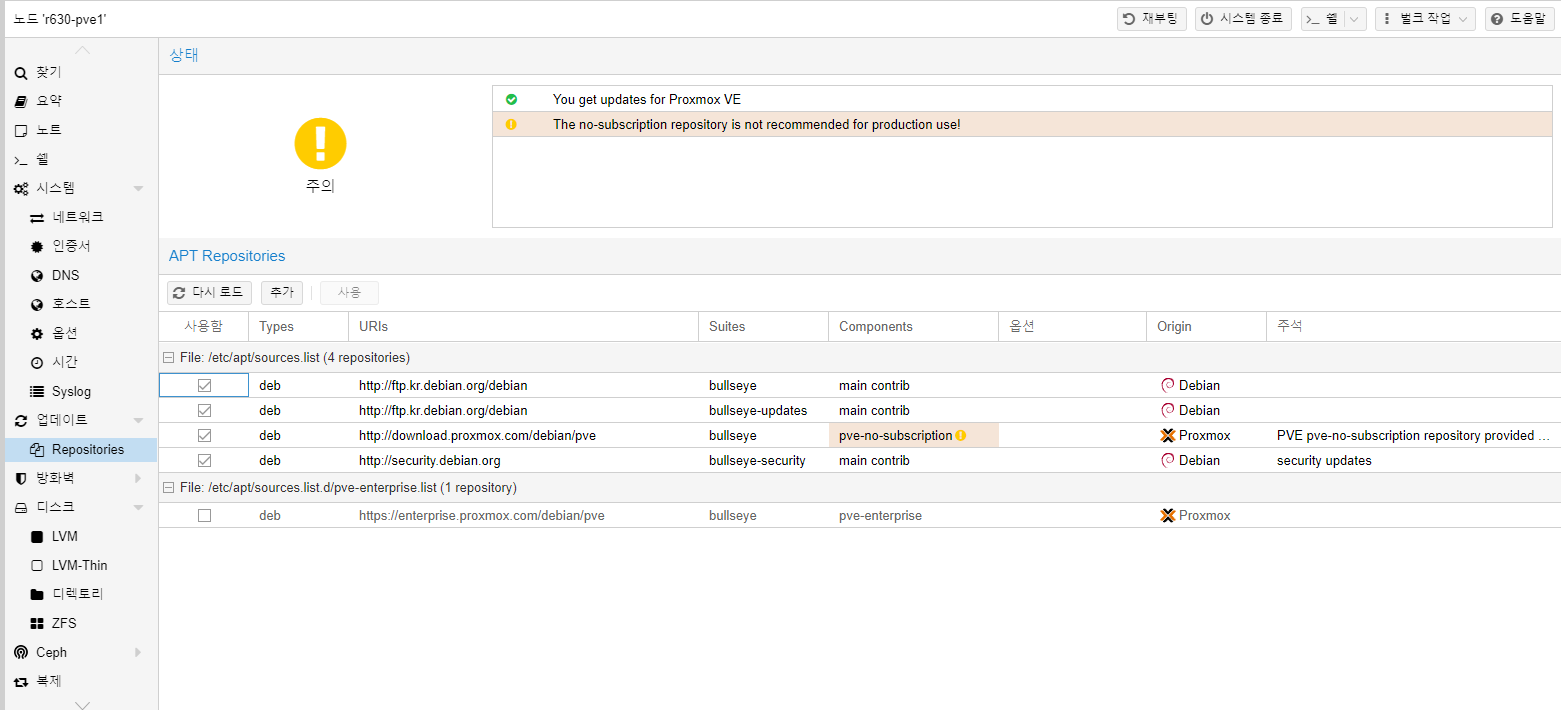 노드 'r630-pve1'
재부팅
시스템 종료
>_ 쉘
벌크 작업
도움말
찾기
요약
노트
>_ 쉘
시스템
네트워크
인증서
DNS
호스트
옵션
시간
Syslog
업데이트
Repositories
방화벽
디스크
LVM
LVM-Thin
디렉토리
ZFS
Ceph
복제
상태
주의
You get updates for Proxmox VE
The no-subscription repository is not recommended for production use!
APT Repositories
다시 로드 추가 사용
사용함 Types URIs Suites Components 옵션 Origin 주석
File: /etc/apt/sources.list (4 repositories)
deb http://ftp.kr.debian.org/debian bullseye main contrib Debian
deb http://ftp.kr.debian.org/debian bullseye-updates main contrib Debian
deb http://download.proxmox.com/debian/pve bullseye pve-no-subscription Proxmox PVE pve-no-subscription repository provided ...
deb http://security.debian.org bullseye-security main contrib Debian security updates
File: /etc/apt/sources.list.d/pve-enterprise.list (1 repository)
deb https://enterprise.proxmox.com/debian/pve bullseye pve-enterprise Proxmox